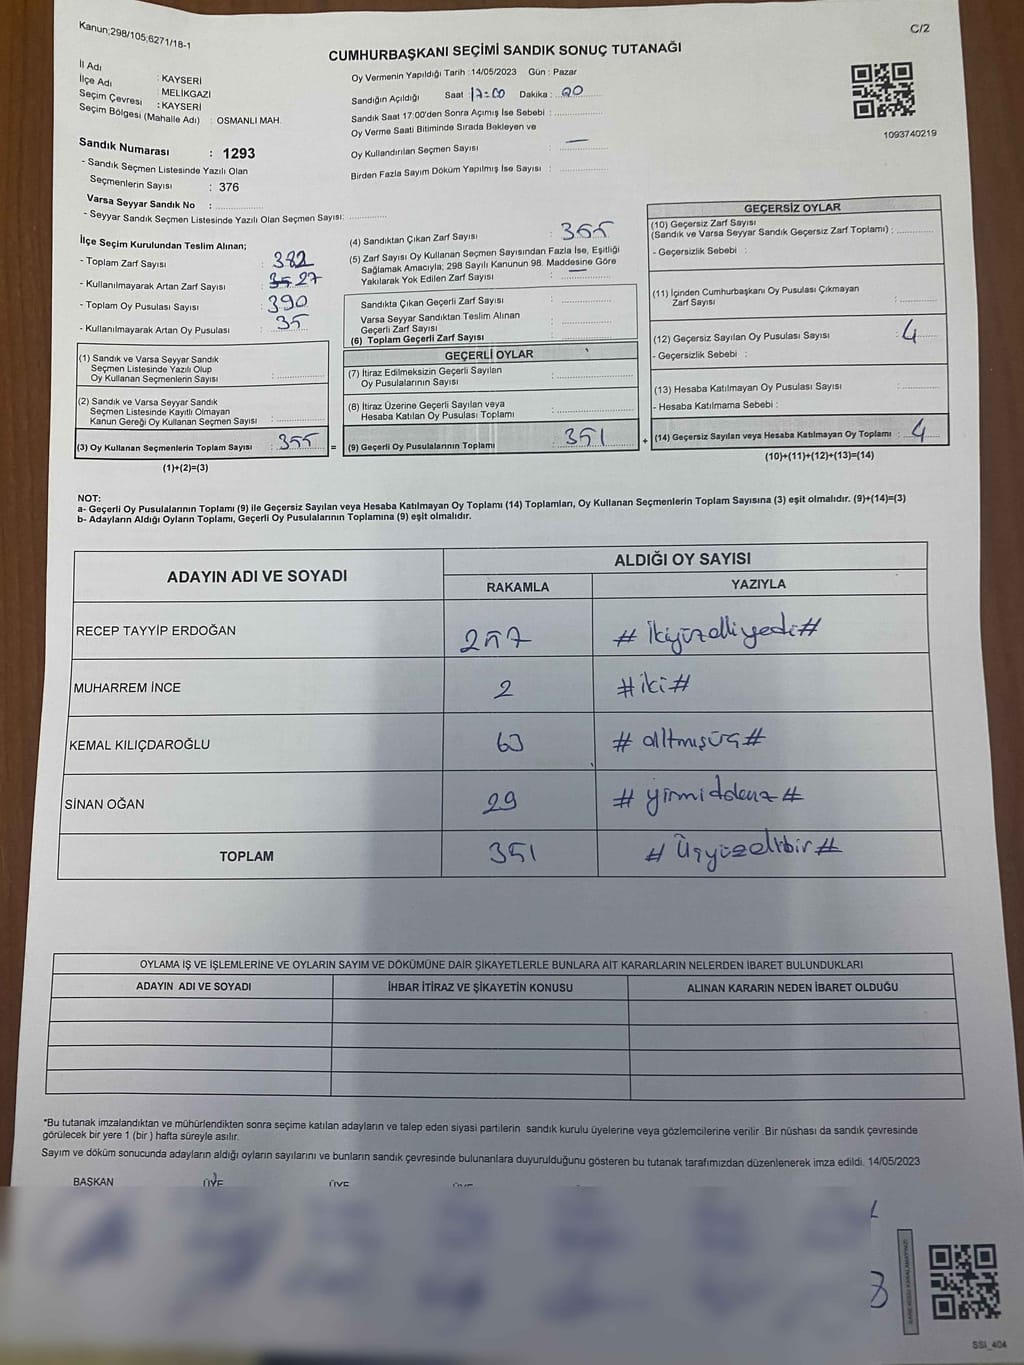 Kanun;298/105;6271/18-1
C/2
CUMHURBAŞKANI SEÇİMİ SANDIK SONUÇ TUTANAĞI
İl Adı : KAYSERİ
İlçe Adı : MELİKGAZİ
Seçim Çevresi : KAYSERİ
Seçim Bölgesi (Mahalle Adı) : OSMANLI MAH.
Sandık Numarası : 1293
- Sandık Seçmen Listesinde Yazılı Olan
Seçmenlerin Sayısı : 376
Varsa Seyyar Sandık No :
- Seyyar Sandık Seçmen Listesinde Yazılı Olan Seçmen Sayısı:
Oy Vermenin Yapıldığı Tarih :14/05/2023 Gün : Pazar
Sandığın Açıldığı Saat :17:00 Dakika : 20
Sandık Saat 17:00'den Sonra Açımış İse Sebebi :
Oy Verme Saati Bitiminde Sırada Bekleyen ve
Oy Kullandırılan Seçmen Sayısı : —
Birden Fazla Sayım Döküm Yapılmış İse Sayısı :
1093740219
İlçe Seçim Kurulundan Teslim Alınan;
- Toplam Zarf Sayısı : 382
- Kullanılmayarak Artan Zarf Sayısı : 27
- Toplam Oy Pusulası Sayısı : 390
- Kullanılmayarak Artan Oy Pusulası : 35
(1) Sandık ve Varsa Seyyar Sandık
Seçmen Listesinde Yazılı Olup
Oy Kullanan Seçmenlerin Sayısı :
(2) Sandık ve Varsa Seyyar Sandık
Seçmen Listesinde Kayıtlı Olmayan
Kanun Gereği Oy Kullanan Seçmen Sayısı :
(3) Oy Kullanan Seçmenlerin Toplam Sayısı : 355 =
(1)+(2)=(3)
(4) Sandıktan Çıkan Zarf Sayısı : 355
(5) Zarf Sayısı Oy Kullanan Seçmen Sayısından Fazla İse, Eşitliği
Sağlamak Amacıyla; 298 Sayılı Kanunun 98. Maddesine Göre
Yakılarak Yok Edilen Zarf Sayısı : —
Sandıkta Çıkan Geçerli Zarf Sayısı :
Varsa Seyyar Sandıktan Teslim Alınan
Geçerli Zarf Sayısı :
(6) Toplam Geçerli Zarf Sayısı :
GEÇERLİ OYLAR
(7) İtiraz Edilmeksizin Geçerli Sayılan
Oy Pusulalarının Sayısı :
(8) İtiraz Üzerine Geçerli Sayılan veya
Hesaba Katılan Oy Pusulası Toplamı :
(9) Geçerli Oy Pusulalarının Toplamı : 351 +
GEÇERSİZ OYLAR
(10) Geçersiz Zarf Sayısı
(Sandık ve Varsa Seyyar Sandık Geçersiz Zarf Toplamı) :
- Geçersizlik Sebebi :
(11) İçinden Cumhurbaşkanı Oy Pusulası Çıkmayan
Zarf Sayısı :
(12) Geçersiz Sayılan Oy Pusulası Sayısı : 4
- Geçersizlik Sebebi :
(13) Hesaba Katılmayan Oy Pusulası Sayısı :
- Hesaba Katılmama Sebebi :
(14) Geçersiz Sayılan veya Hesaba Katılmayan Oy Toplamı : 4
(10)+(11)+(12)+(13)=(14)
NOT:
a- Geçerli Oy Pusulalarının Toplamı (9) ile Geçersiz Sayılan veya Hesaba Katılmayan Oy Toplamı (14) Toplamları, Oy Kullanan Seçmenlerin Toplam Sayısına (3) eşit olmalıdır. (9)+(14)=(3)
b- Adayların Aldığı Oyların Toplamı, Geçerli Oy Pusulalarının Toplamına (9) eşit olmalıdır.
ADAYIN ADI VE SOYADI
ALDIĞI OY SAYISI
RAKAMLA YAZIYLA
RECEP TAYYİP ERDOĞAN 257 # ikiyüzelliyedi #
MUHARREM İNCE 2 #iki#
KEMAL KILIÇDAROĞLU 63 # altmışüç #
SİNAN OĞAN 29 # yirmidokuz #
TOPLAM 351 # Üçyüzellibir #
OYLAMA İŞ VE İŞLEMLERİNE VE OYLARIN SAYIM VE DÖKÜMÜNE DAİR ŞİKAYETLERLE BUNLARA AİT KARARLARIN NELERDEN İBARET BULUNDUKLARI
ADAYIN ADI VE SOYADI İHBAR İTİRAZ VE ŞİKAYETİN KONUSU ALINAN KARARIN NEDEN İBARET OLDUĞU
*Bu tutanak imzalandıktan ve mühürlendikten sonra seçime katılan adayların ve talep eden siyasi partilerin sandık kurulu üyelerine veya gözlemcilerine verilir .Bir nüshası da sandık çevresinde
görülecek bir yere 1 (bir ) hafta süreyle asılır.
Sayım ve döküm sonucunda adayların aldığı oyların sayılarını ve bunların sandık çevresinde bulunanlara duyurulduğunu gösteren bu tutanak tarafımızdan düzenlenerek imza edildi. 14/05/2023
BAŞKAN ÜYE ÜYE
SSI_404